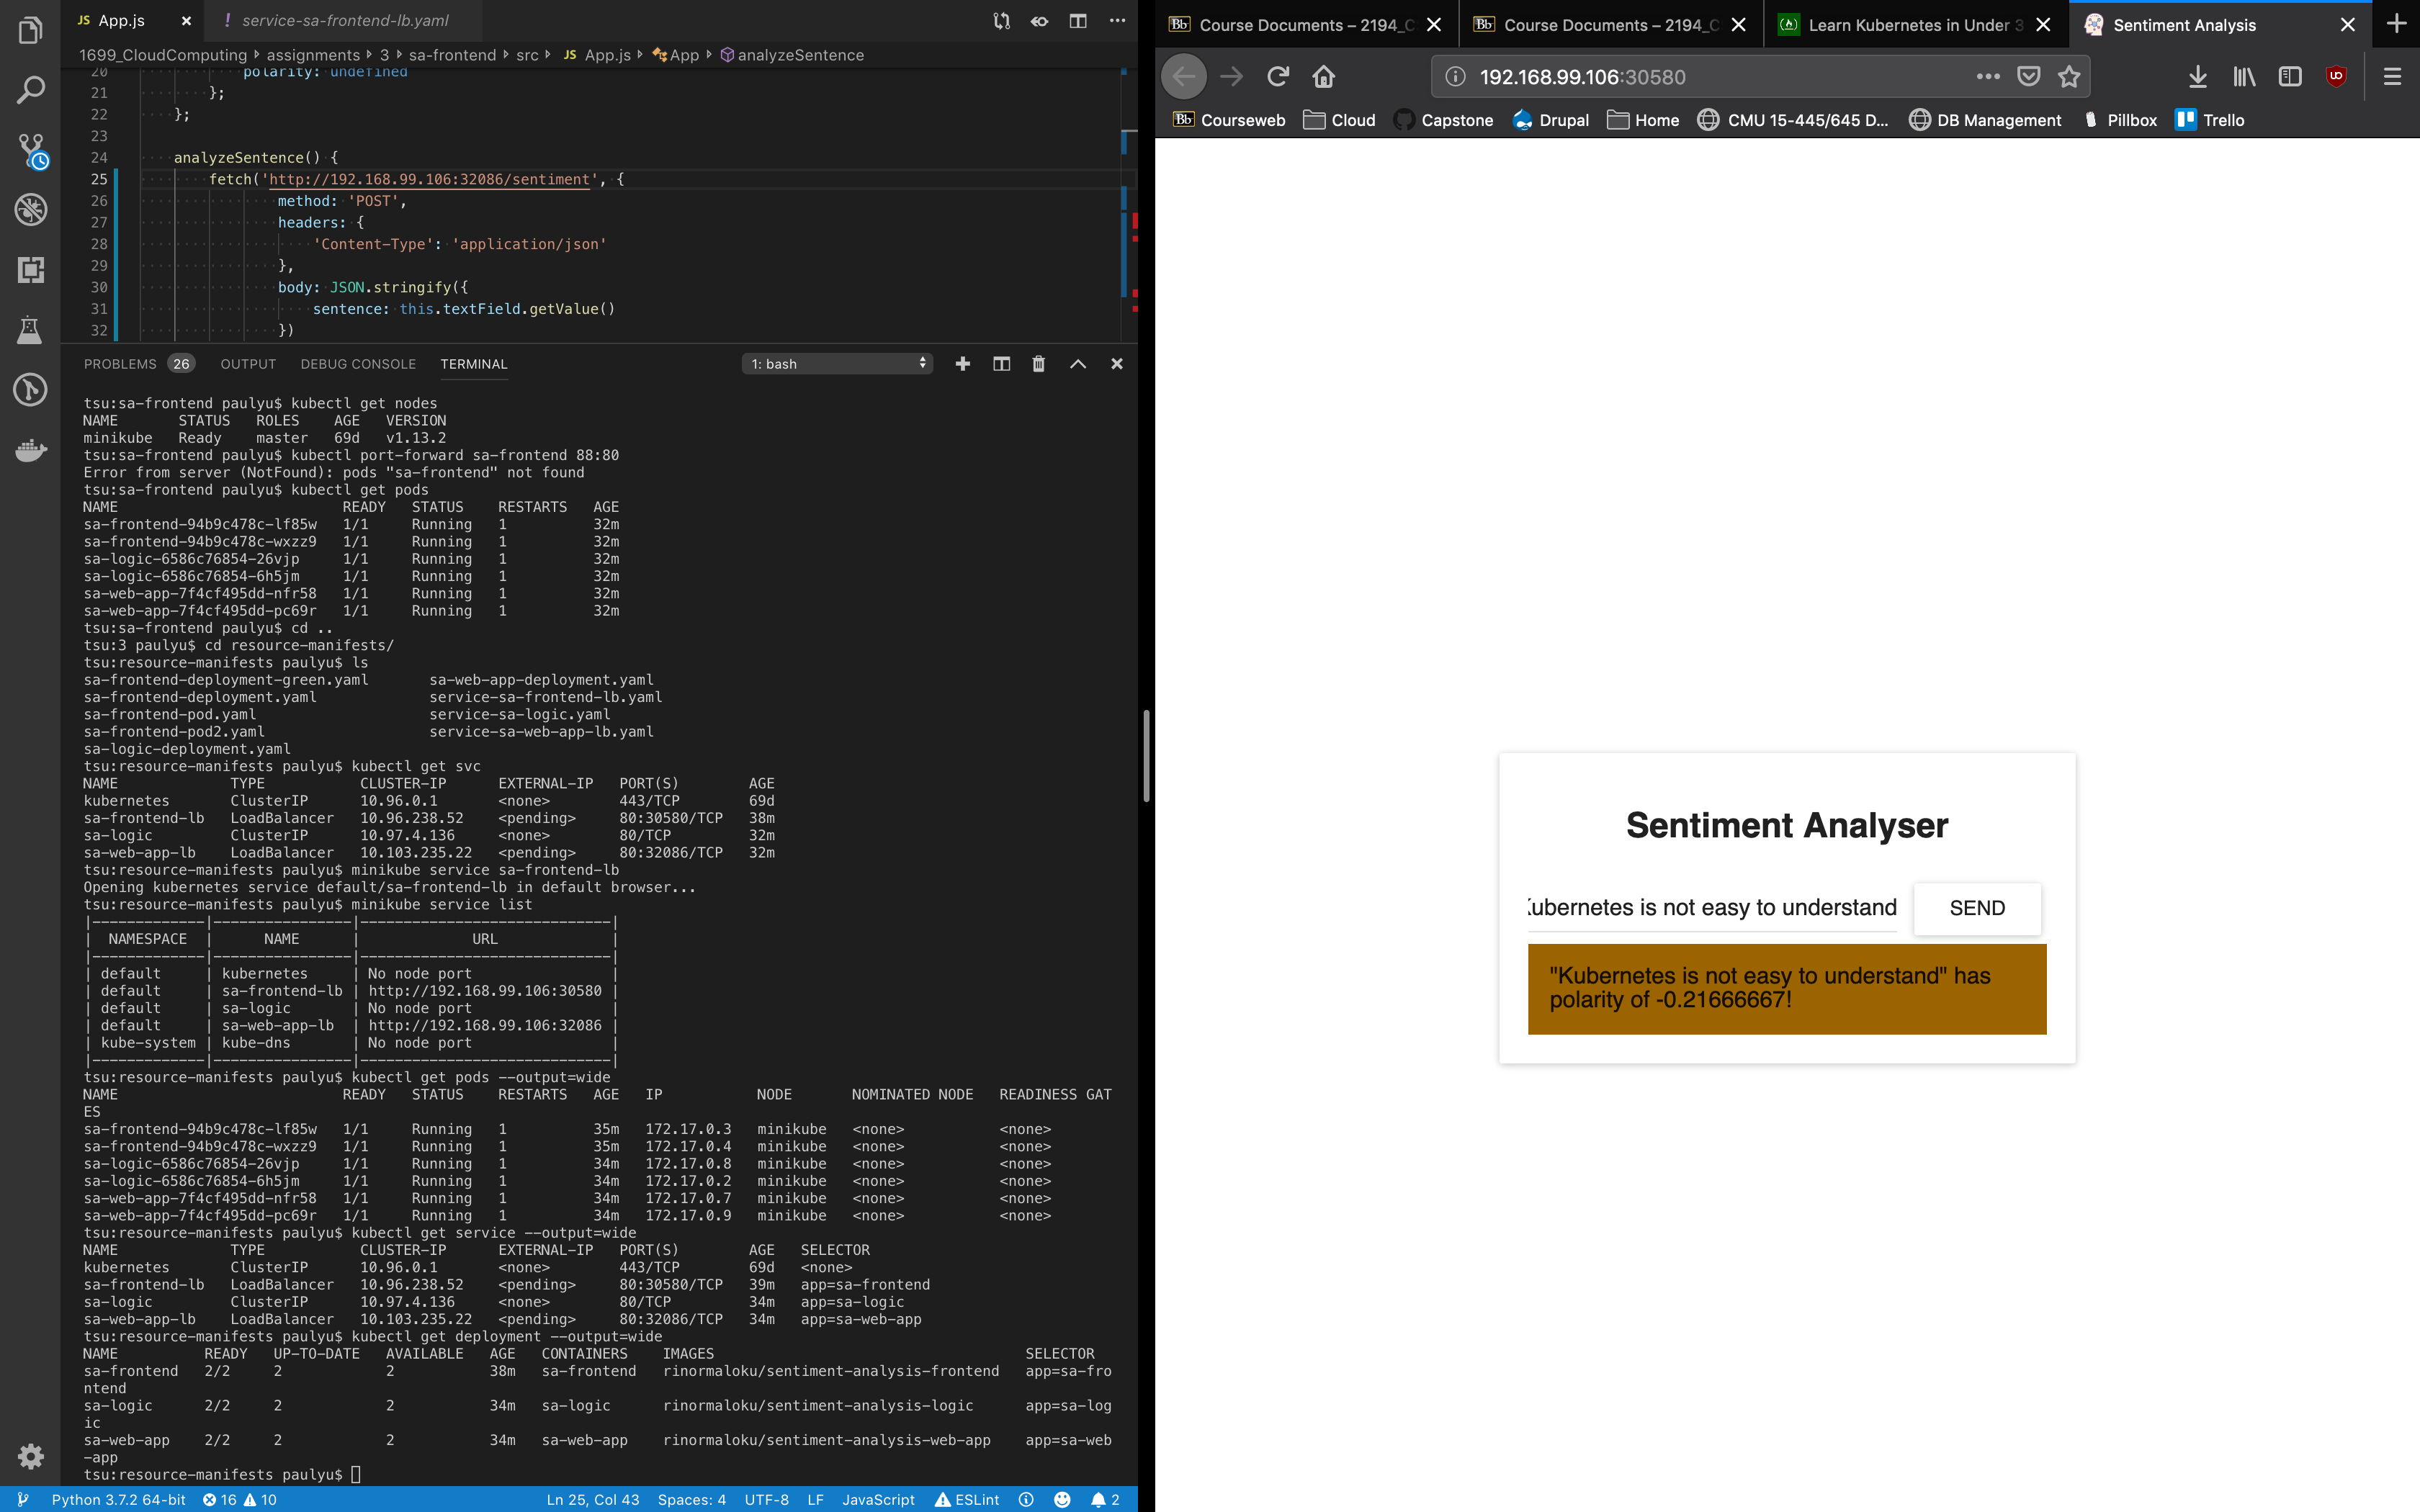 JS App.js
! service-sa-frontend-lb.yaml
1699_CloudComputing › assignments › 3 › sa-frontend › src › JS App.js › App › analyzeSentence
20 polarity: undefined
21 };
22 };
23
24 analyzeSentence() {
25 fetch('http://192.168.99.106:32086/sentiment', {
26 method: 'POST',
27 headers: {
28 'Content-Type': 'application/json'
29 },
30 body: JSON.stringify({
31 sentence: this.textField.getValue()
32 })
PROBLEMS 26 OUTPUT DEBUG CONSOLE TERMINAL 1: bash
tsu:sa-frontend paulyu$ kubectl get nodes
NAME STATUS ROLES AGE VERSION
minikube Ready master 69d v1.13.2
tsu:sa-frontend paulyu$ kubectl port-forward sa-frontend 88:80
Error from server (NotFound): pods "sa-frontend" not found
tsu:sa-frontend paulyu$ kubectl get pods
NAME READY STATUS RESTARTS AGE
sa-frontend-94b9c478c-lf85w 1/1 Running 1 32m
sa-frontend-94b9c478c-wxzz9 1/1 Running 1 32m
sa-logic-6586c76854-26vjp 1/1 Running 1 32m
sa-logic-6586c76854-6h5jm 1/1 Running 1 32m
sa-web-app-7f4cf495dd-nfr58 1/1 Running 1 32m
sa-web-app-7f4cf495dd-pc69r 1/1 Running 1 32m
tsu:sa-frontend paulyu$ cd ..
tsu:3 paulyu$ cd resource-manifests/
tsu:resource-manifests paulyu$ ls
sa-frontend-deployment-green.yaml sa-web-app-deployment.yaml
sa-frontend-deployment.yaml service-sa-frontend-lb.yaml
sa-frontend-pod.yaml service-sa-logic.yaml
sa-frontend-pod2.yaml service-sa-web-app-lb.yaml
sa-logic-deployment.yaml
tsu:resource-manifests paulyu$ kubectl get svc
NAME TYPE CLUSTER-IP EXTERNAL-IP PORT(S) AGE
kubernetes ClusterIP 10.96.0.1 <none> 443/TCP 69d
sa-frontend-lb LoadBalancer 10.96.238.52 <pending> 80:30580/TCP 38m
sa-logic ClusterIP 10.97.4.136 <none> 80/TCP 32m
sa-web-app-lb LoadBalancer 10.103.235.22 <pending> 80:32086/TCP 32m
tsu:resource-manifests paulyu$ minikube service sa-frontend-lb
Opening kubernetes service default/sa-frontend-lb in default browser...
tsu:resource-manifests paulyu$ minikube service list
|-------------|----------------|-----------------------------|
| NAMESPACE | NAME | URL |
|-------------|----------------|-----------------------------|
| default | kubernetes | No node port |
| default | sa-frontend-lb | http://192.168.99.106:30580 |
| default | sa-logic | No node port |
| default | sa-web-app-lb | http://192.168.99.106:32086 |
| kube-system | kube-dns | No node port |
|-------------|----------------|-----------------------------|
tsu:resource-manifests paulyu$ kubectl get pods --output=wide
NAME READY STATUS RESTARTS AGE IP NODE NOMINATED NODE READINESS GAT
ES
sa-frontend-94b9c478c-lf85w 1/1 Running 1 35m 172.17.0.3 minikube <none> <none>
sa-frontend-94b9c478c-wxzz9 1/1 Running 1 35m 172.17.0.4 minikube <none> <none>
sa-logic-6586c76854-26vjp 1/1 Running 1 34m 172.17.0.8 minikube <none> <none>
sa-logic-6586c76854-6h5jm 1/1 Running 1 34m 172.17.0.2 minikube <none> <none>
sa-web-app-7f4cf495dd-nfr58 1/1 Running 1 34m 172.17.0.7 minikube <none> <none>
sa-web-app-7f4cf495dd-pc69r 1/1 Running 1 34m 172.17.0.9 minikube <none> <none>
tsu:resource-manifests paulyu$ kubectl get service --output=wide
NAME TYPE CLUSTER-IP EXTERNAL-IP PORT(S) AGE SELECTOR
kubernetes ClusterIP 10.96.0.1 <none> 443/TCP 69d <none>
sa-frontend-lb LoadBalancer 10.96.238.52 <pending> 80:30580/TCP 39m app=sa-frontend
sa-logic ClusterIP 10.97.4.136 <none> 80/TCP 34m app=sa-logic
sa-web-app-lb LoadBalancer 10.103.235.22 <pending> 80:32086/TCP 34m app=sa-web-app
tsu:resource-manifests paulyu$ kubectl get deployment --output=wide
NAME READY UP-TO-DATE AVAILABLE AGE CONTAINERS IMAGES SELECTOR
sa-frontend 2/2 2 2 38m sa-frontend rinormaloku/sentiment-analysis-frontend app=sa-fro
ntend
sa-logic 2/2 2 2 34m sa-logic rinormaloku/sentiment-analysis-logic app=sa-log
ic
sa-web-app 2/2 2 2 34m sa-web-app rinormaloku/sentiment-analysis-web-app app=sa-web
-app
tsu:resource-manifests paulyu$
Python 3.7.2 64-bit 16 10 Ln 25, Col 43 Spaces: 4 UTF-8 LF JavaScript ESLint 2
Bb Course Documents – 2194_C
Bb Course Documents – 2194_C
Learn Kubernetes in Under 3
Sentiment Analysis
192.168.99.106:30580
Bb Courseweb Cloud Capstone Drupal Home CMU 15-445/645 D... DB Management Pillbox Trello
Sentiment Analyser
Kubernetes is not easy to understand SEND
"Kubernetes is not easy to understand" has
polarity of -0.21666667!